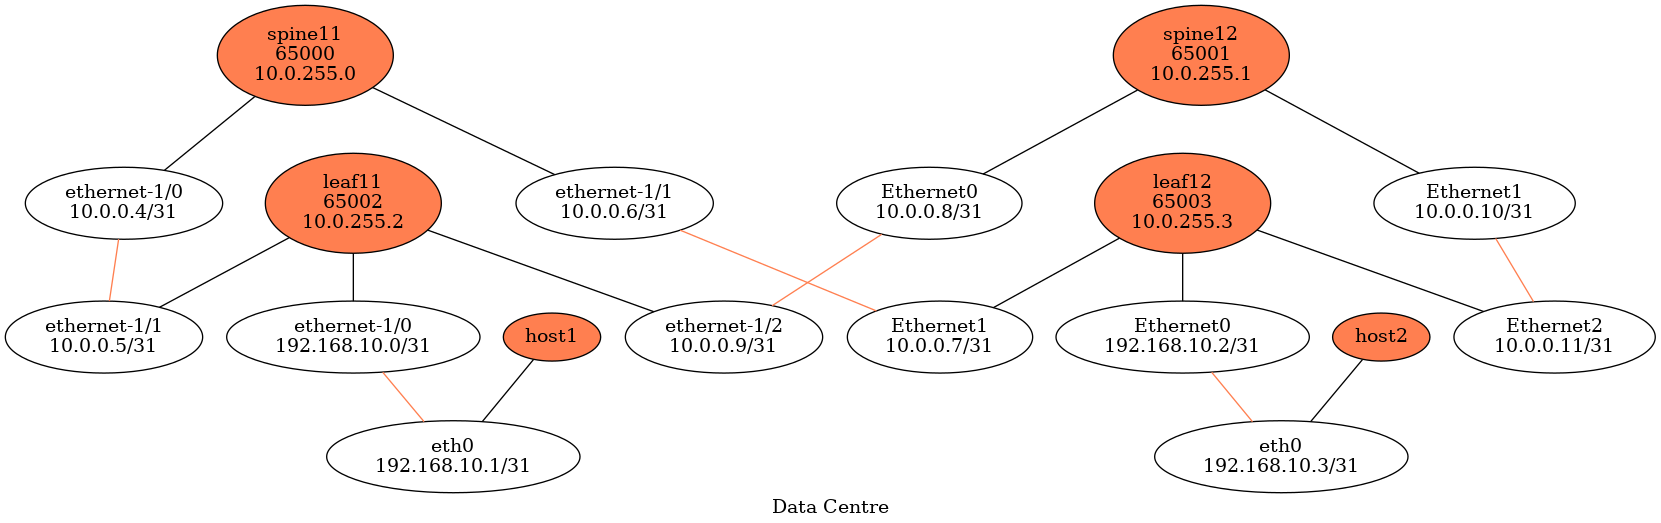 spine11
65000
10.0.255.0
spine12
65001
10.0.255.1
ethernet-1/0
10.0.0.4/31
leaf11
65002
10.0.255.2
ethernet-1/1
10.0.0.6/31
Ethernet0
10.0.0.8/31
leaf12
65003
10.0.255.3
Ethernet1
10.0.0.10/31
ethernet-1/1
10.0.0.5/31
ethernet-1/0
192.168.10.0/31
host1
ethernet-1/2
10.0.0.9/31
Ethernet1
10.0.0.7/31
Ethernet0
192.168.10.2/31
host2
Ethernet2
10.0.0.11/31
eth0
192.168.10.1/31
eth0
192.168.10.3/31
Data Centre